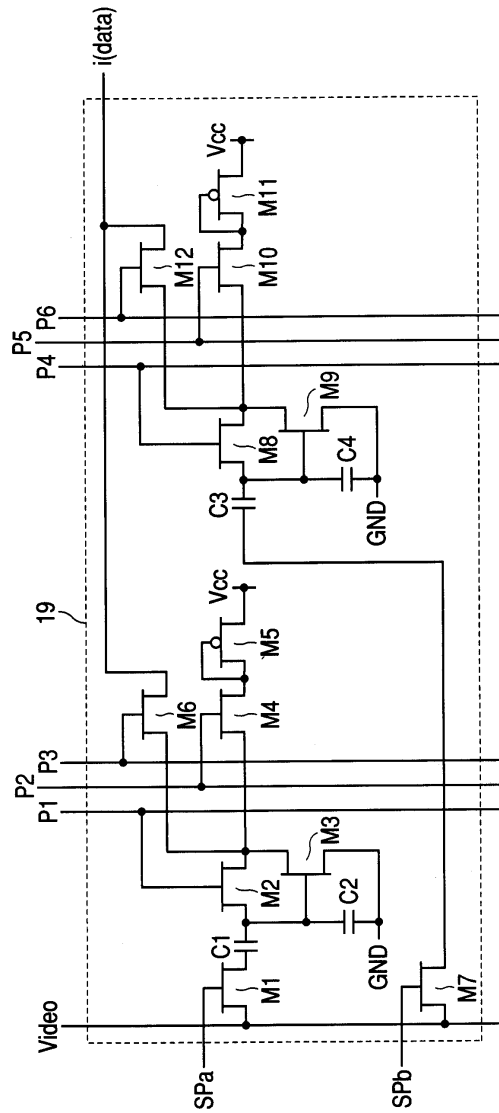 Video
SPa
SPb
M1
C1
M2
GND
C2
M3
M7
P1
P2
P3
M6
M4
M5
Vcc
19
C3
M8
GND
C4
M9
P4
P5
P6
M12
M10
M11
Vcc
i(data)